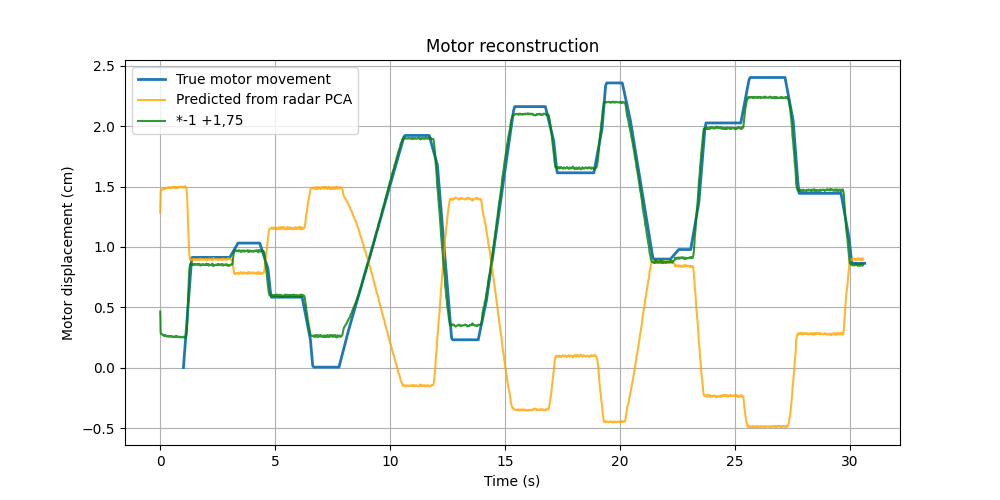 Motor reconstruction
True motor movement
Predicted from radar PCA
*-1 +1,75
Motor displacement (cm)
2.5
2.0
1.5
1.0
0.5
0.0
−0.5
0 5 10 15 20 25 30
Time (s)